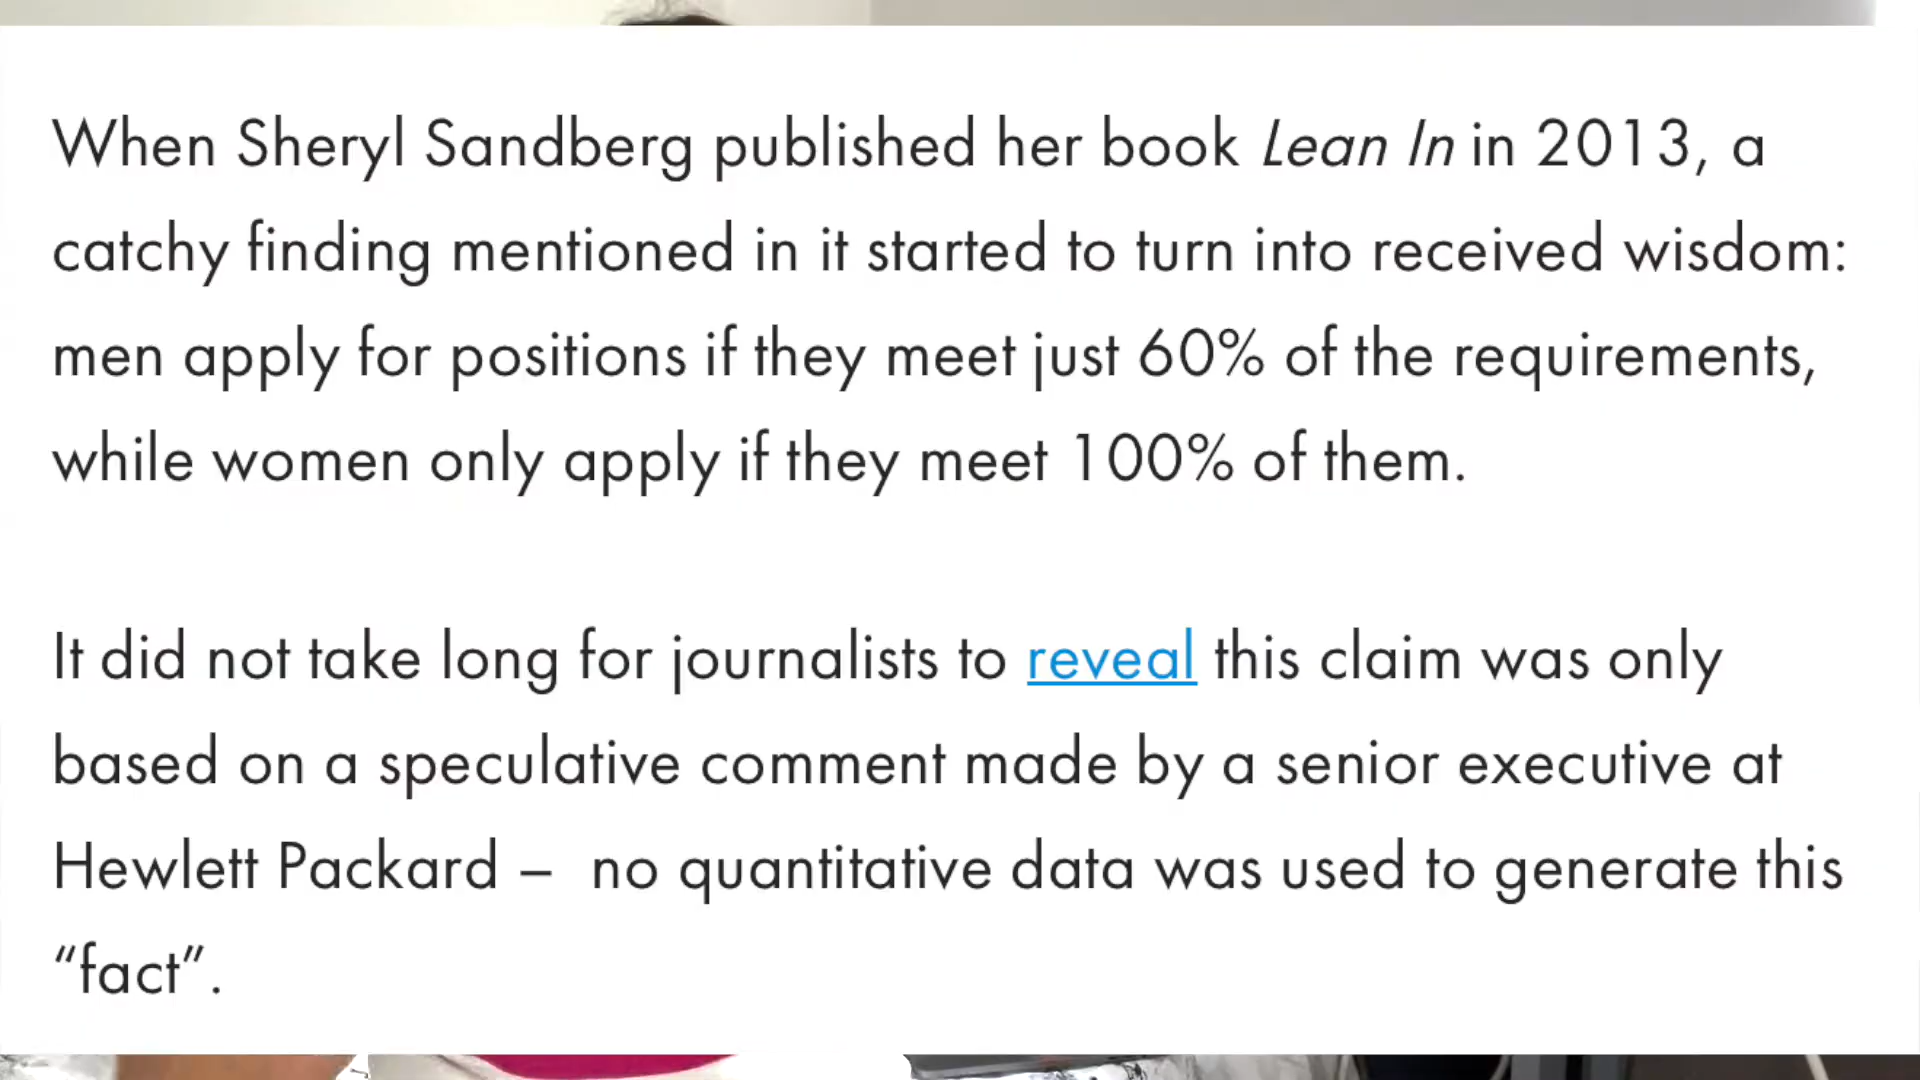 When Sheryl Sandberg published her book Lean In in 2013, a
catchy finding mentioned in it started to turn into received wisdom:
men apply for positions if they meet just 60% of the requirements,
while women only apply if they meet 100% of them.
It did not take long for journalists to reveal this claim was only
based on a speculative comment made by a senior executive at
Hewlett Packard – no quantitative data was used to generate this
“fact”.